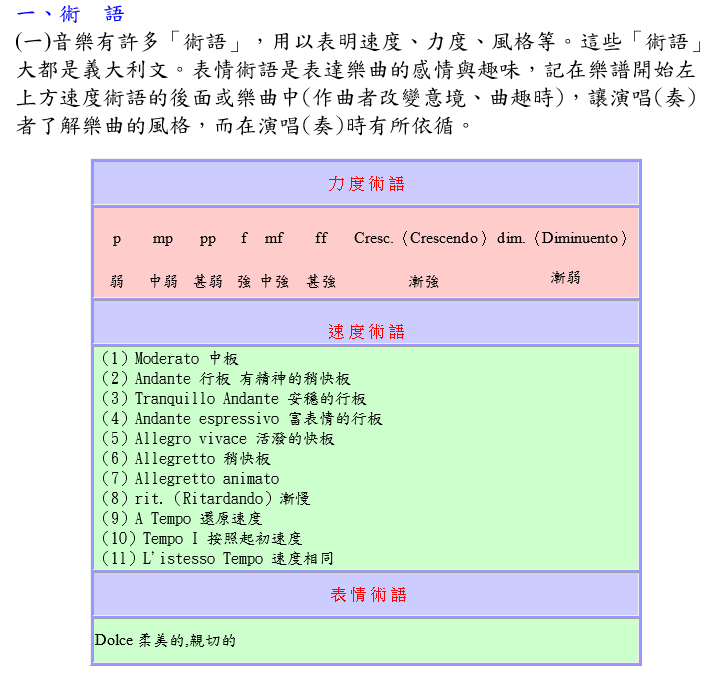 一、術　語
(一)音樂有許多「術語」，用以表明速度、力度、風格等。這些「術語」
大都是義大利文。表情術語是表達樂曲的感情與趣味，記在樂譜開始左
上方速度術語的後面或樂曲中(作曲者改變意境、曲趣時)，讓演唱(奏)
者了解樂曲的風格，而在演唱(奏)時有所依循。
力度術語
p mp pp f mf ff Cresc.〈Crescendo〉 dim.〈Diminuento〉
弱 中弱 甚弱 強 中強 甚強 漸強 漸弱
速度術語
（1）Moderato 中板
（2）Andante 行板 有精神的稍快板
（3）Tranquillo Andante 安穩的行板
（4）Andante espressivo 富表情的行板
（5）Allegro vivace 活潑的快板
（6）Allegretto 稍快板
（7）Allegretto animato
（8）rit.（Ritardando）漸慢
（9）A Tempo 還原速度
（10）Tempo I 按照起初速度
（11）L'istesso Tempo 速度相同
表情術語
Dolce 柔美的,親切的